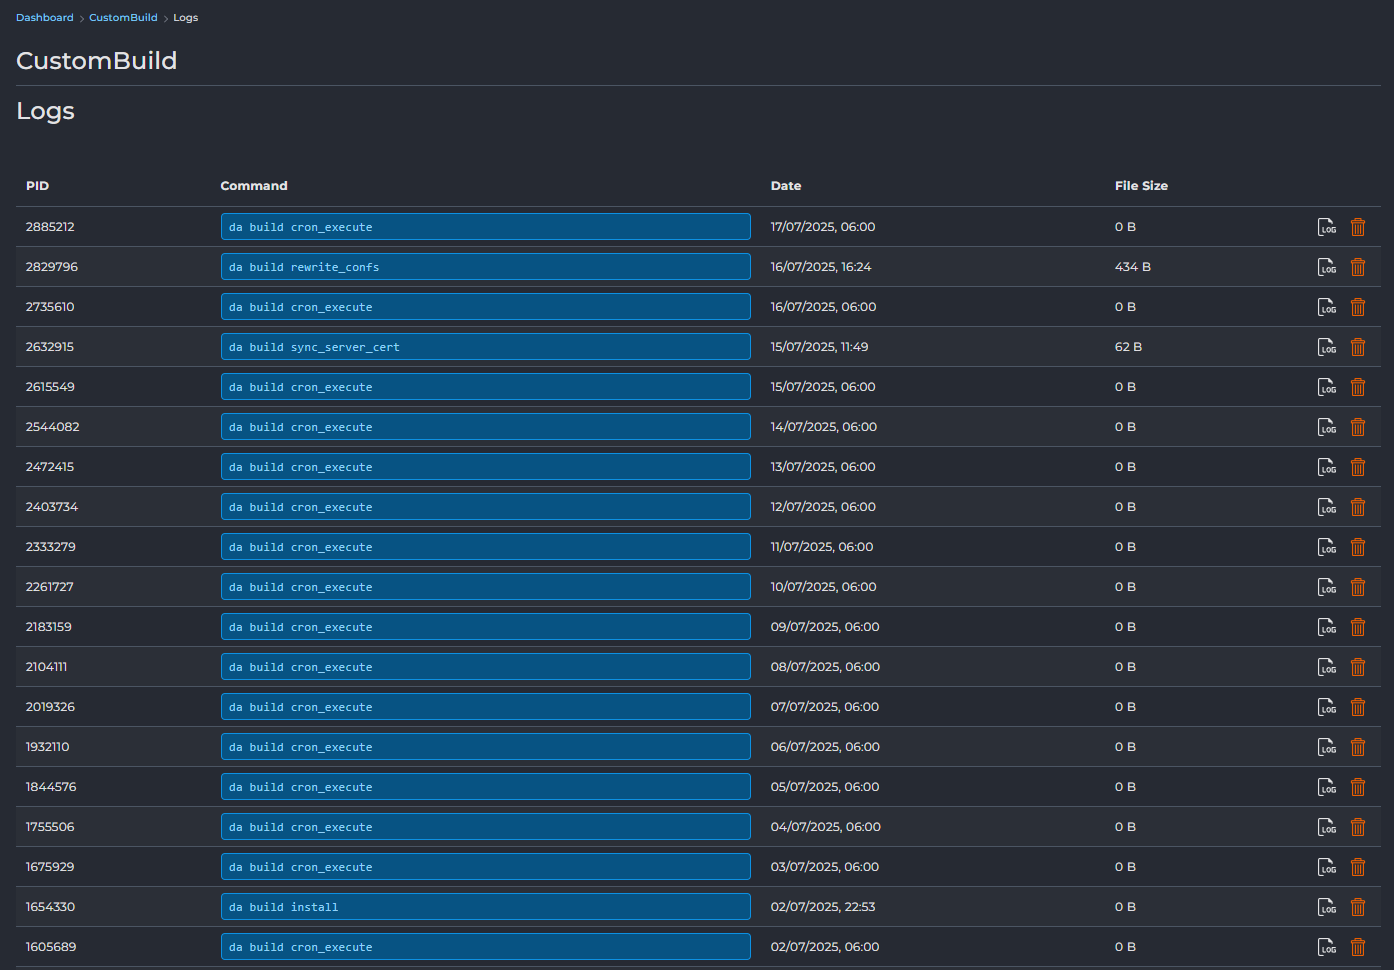 Dashboard > CustomBuild > Logs
CustomBuild
Logs
PID Command Date File Size
2885212 da build cron_execute 17/07/2025, 06:00 0 B LOG
2829796 da build rewrite_confs 16/07/2025, 16:24 434 B LOG
2735610 da build cron_execute 16/07/2025, 06:00 0 B LOG
2632915 da build sync_server_cert 15/07/2025, 11:49 62 B LOG
2615549 da build cron_execute 15/07/2025, 06:00 0 B LOG
2544082 da build cron_execute 14/07/2025, 06:00 0 B LOG
2472415 da build cron_execute 13/07/2025, 06:00 0 B LOG
2403734 da build cron_execute 12/07/2025, 06:00 0 B LOG
2333279 da build cron_execute 11/07/2025, 06:00 0 B LOG
2261727 da build cron_execute 10/07/2025, 06:00 0 B LOG
2183159 da build cron_execute 09/07/2025, 06:00 0 B LOG
2104111 da build cron_execute 08/07/2025, 06:00 0 B LOG
2019326 da build cron_execute 07/07/2025, 06:00 0 B LOG
1932110 da build cron_execute 06/07/2025, 06:00 0 B LOG
1844576 da build cron_execute 05/07/2025, 06:00 0 B LOG
1755506 da build cron_execute 04/07/2025, 06:00 0 B LOG
1675929 da build cron_execute 03/07/2025, 06:00 0 B LOG
1654330 da build install 02/07/2025, 22:53 0 B LOG
1605689 da build cron_execute 02/07/2025, 06:00 0 B LOG